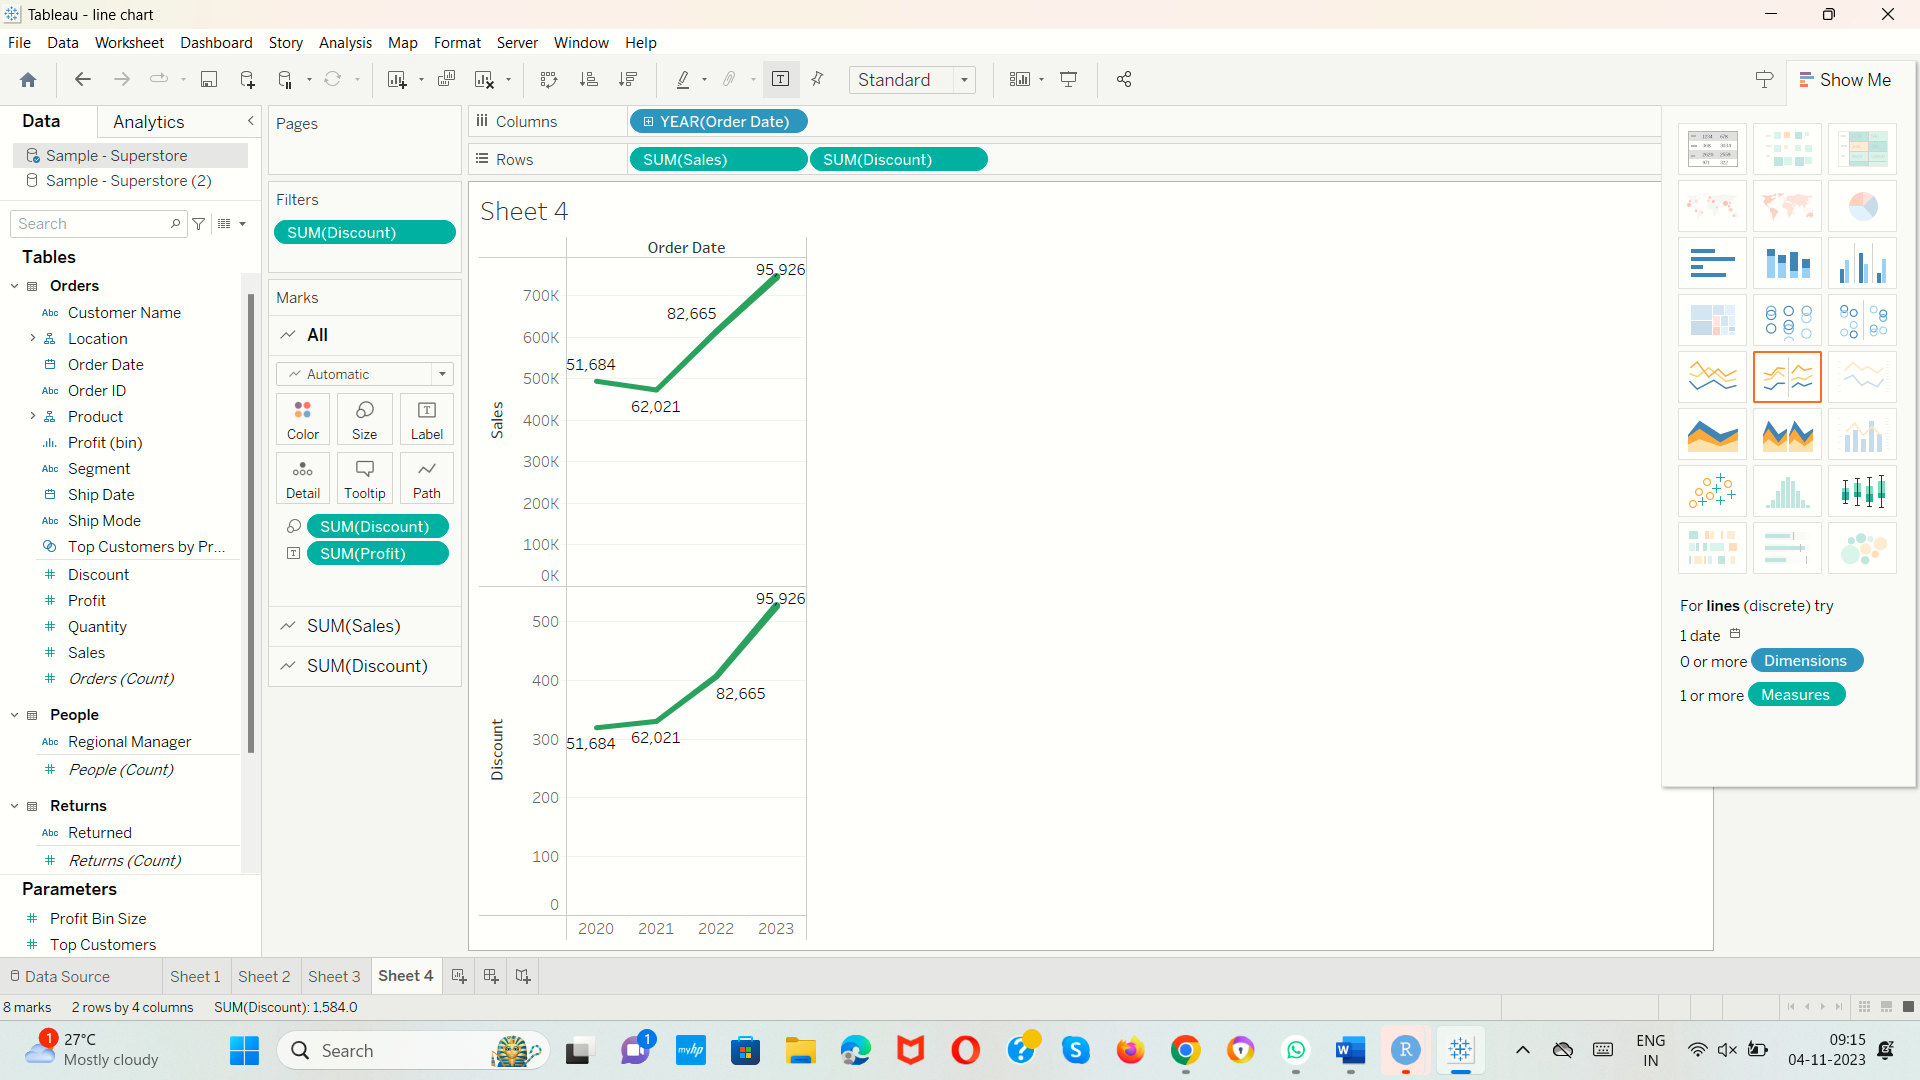 Tableau - line chart
File Data Worksheet Dashboard Story Analysis Map Format Server Window Help
Standard
Show Me
Data Analytics
Sample - Superstore
Sample - Superstore (2)
Search
Tables
Orders
Abc Customer Name
Location
Order Date
Abc Order ID
Product
Profit (bin)
Abc Segment
Ship Date
Abc Ship Mode
Top Customers by Pr...
Discount
Profit
Quantity
Sales
Orders (Count)
People
Abc Regional Manager
People (Count)
Returns
Abc Returned
Returns (Count)
Parameters
Profit Bin Size
Top Customers
Pages
Filters
SUM(Discount)
Marks
All
Automatic
Color Size Label
Detail Tooltip Path
SUM(Discount)
SUM(Profit)
SUM(Sales)
SUM(Discount)
Columns YEAR(Order Date)
Rows SUM(Sales) SUM(Discount)
Sheet 4
Order Date
95,926
700K
82,665
600K
51,684
500K
62,021
400K
Sales
300K
200K
100K
0K
95,926
500
400
82,665
300
51,684
62,021
Discount
200
100
0
2020 2021 2022 2023
For lines (discrete) try
1 date
0 or more Dimensions
1 or more Measures
Data Source Sheet 1 Sheet 2 Sheet 3 Sheet 4
8 marks 2 rows by 4 columns SUM(Discount): 1,584.0
1
27°C
Mostly cloudy
Search
1
myhp
ENG
IN
09:15
04-11-2023